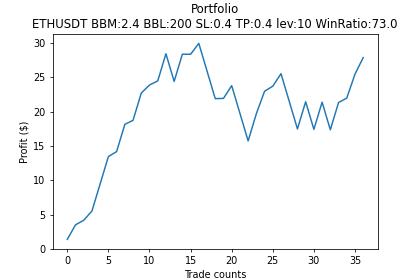 Portfolio
ETHUSDT BBM:2.4 BBL:200 SL:0.4 TP:0.4 lev:10 WinRatio:73.0
30
25
20
15
10
5
0
Profit ($)
0 5 10 15 20 25 30 35
Trade counts